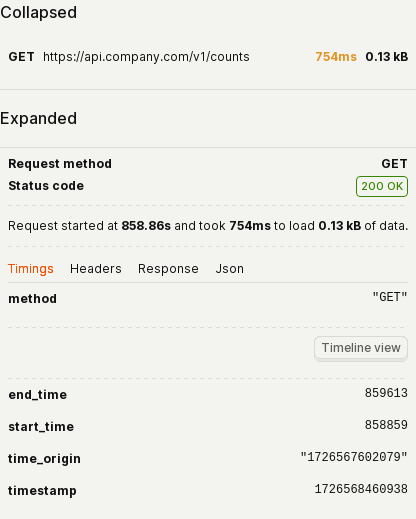 Collapsed
GET https://api.company.com/v1/counts 754ms 0.13 kB
Expanded
Request method GET
Status code 200 OK
Request started at 858.86s and took 754ms to load 0.13 kB of data.
Timings Headers Response Json
method "GET"
Timeline view
end_time 859613
start_time 858859
time_origin "1726567602079"
timestamp 1726568460938